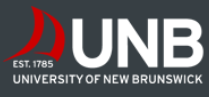 UNB
EST. 1785
UNIVERSITY OF NEW BRUNSWICK